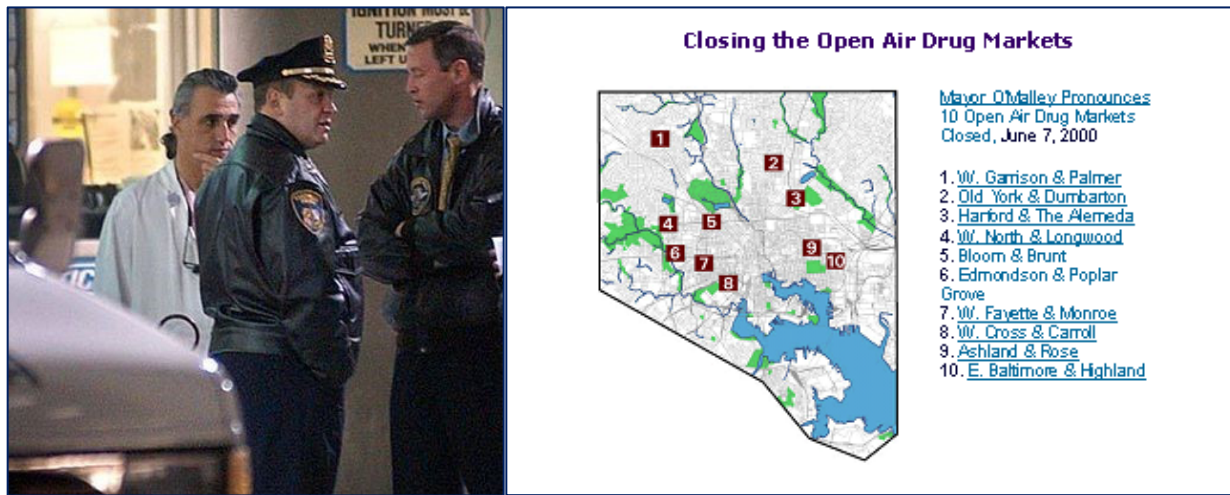 IGNITION MUST BE
TURNED
WHEN
LEFT U
Closing the Open Air Drug Markets
Mayor O'Malley Pronounces
10 Open Air Drug Markets
Closed, June 7, 2000
1. W. Garrison & Palmer
2. Old York & Dumbarton
3. Harford & The Alemeda
4. W. North & Longwood
5. Bloom & Brunt
6. Edmondson & Poplar
Grove
7. W. Fayette & Monroe
8. W. Cross & Carroll
9. Ashland & Rose
10. E. Baltimore & Highland
1
2
3
4
5
6
7
8
9
10